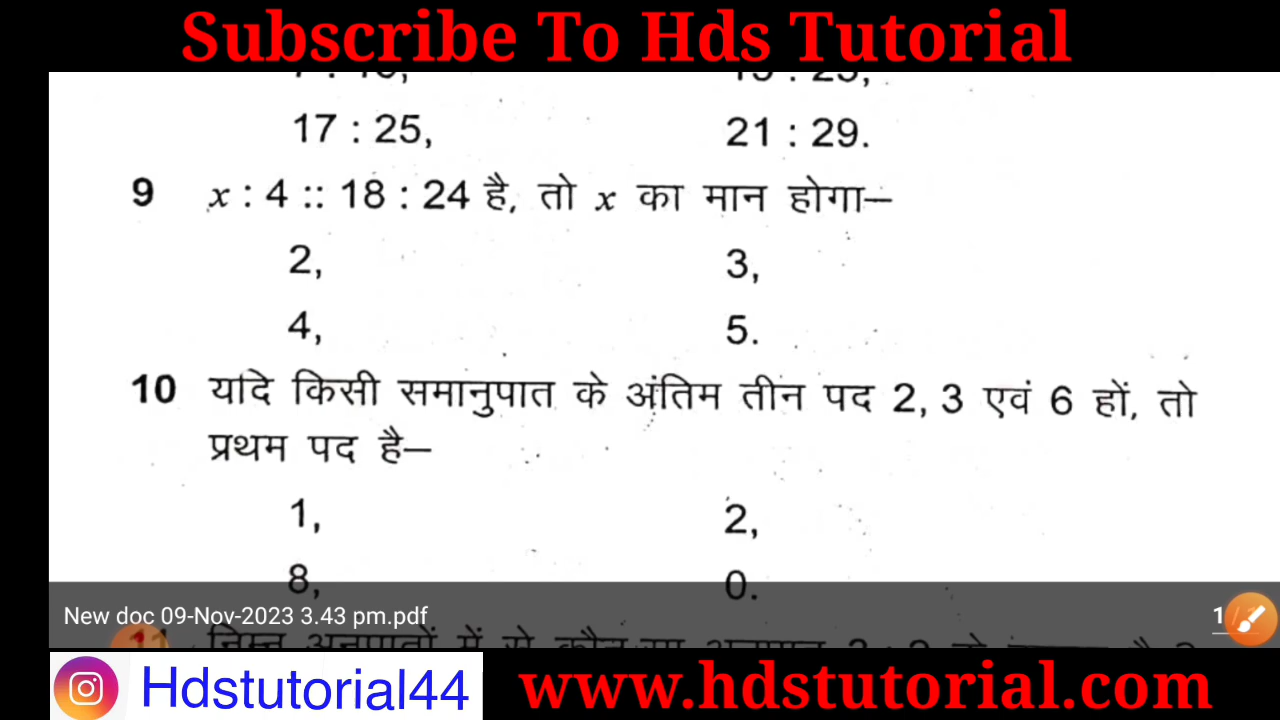 Subscribe To Hds Tutorial
17 : 25, 21 : 29.
9 x : 4 :: 18 : 24 है, तो x का मान होगा–
2, 3,
4, 5.
10 यदि किसी समानुपात के अंतिम तीन पद 2, 3 एवं 6 हों, तो
प्रथम पद है–
1, 2,
8, 0.
New doc 09-Nov-2023 3.43 pm.pdf 1
11
Hdstutorial44 www.hdstutorial.com